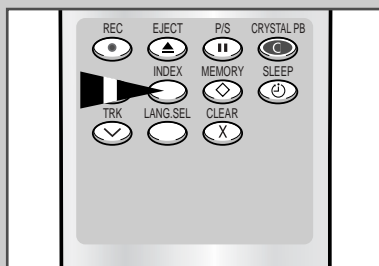 REC EJECT P/S CRYSTAL PB
C
INDEX MEMORY SLEEP
TRK LANG.SEL CLEAR
X